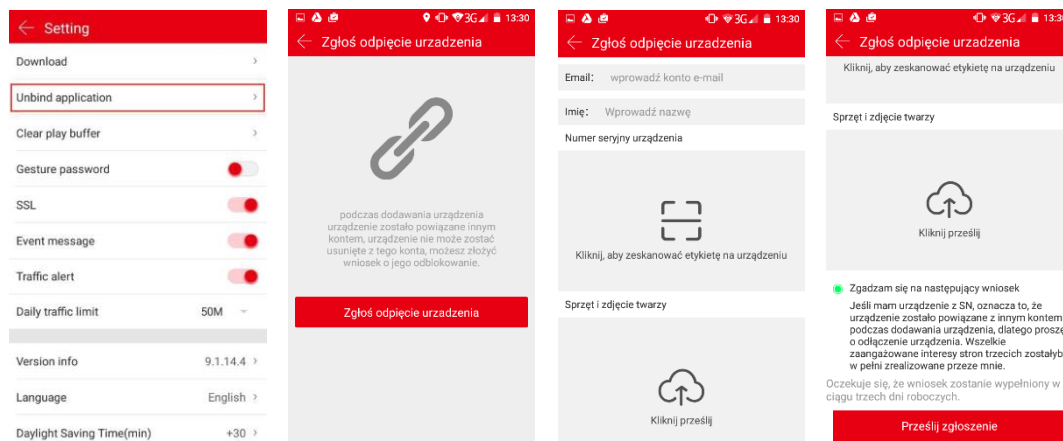 Setting
Download
Unbind application
Clear play buffer
Gesture password
SSL
Event message
Traffic alert
Daily traffic limit 50M
Version info 9.1.14.4
Language English
Daylight Saving Time(min) +30
3G 13:30
Zgłoś odpięcie urzadzenia
podczas dodawania urządzenia
urządzenie zostało powiązane innym
kontem, urządzenie nie może zostać
usunięte z tego konta, możesz złożyć
wniosek o jego odblokowanie.
Zgłoś odpięcie urzadzenia
3G 13:30
Zgłoś odpięcie urzadzenia
Email: wprowadź konto e-mail
Imię: Wprowadź nazwę
Numer seryjny urządzenia
Kliknij, aby zeskanować etykietę na urządzeniu
Sprzęt i zdjęcie twarzy
Kliknij prześlij
3G 13:30
Zgłoś odpięcie urzadzenia
Kliknij, aby zeskanować etykietę na urządzeniu
Sprzęt i zdjęcie twarzy
Kliknij prześlij
Zgadzam się na następujący wniosek
Jeśli mam urządzenie z SN, oznacza to, że
urządzenie zostało powiązane z innym kontem
podczas dodawania urządzenia, dlatego proszę
o odłączenie urządzenia. Wszelkie
zaangażowane interesy stron trzecich zostałyb
w pełni zrealizowane przeze mnie.
Oczekuje się, że wniosek zostanie wypełniony w
ciągu trzech dni roboczych.
Prześlij zgłoszenie